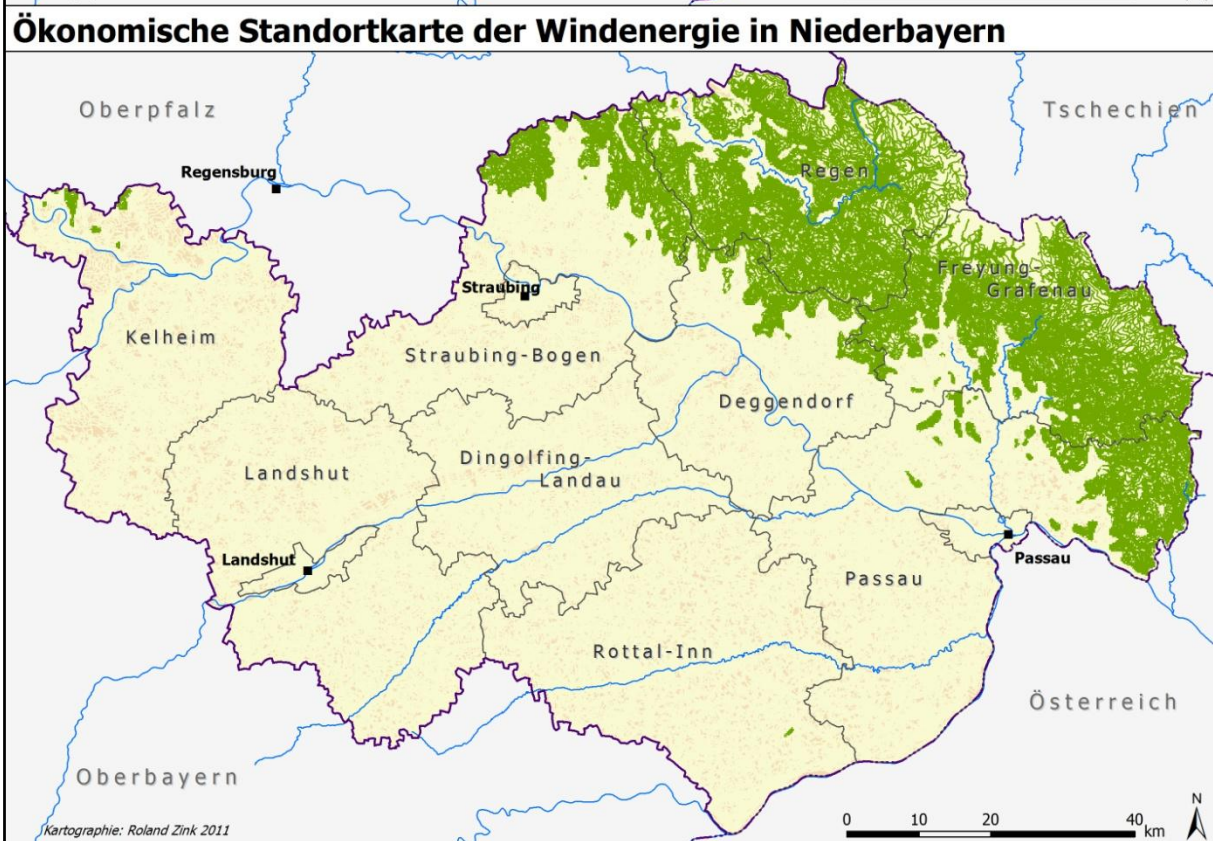 Ökonomische Standortkarte der Windenergie in Niederbayern
Oberpfalz
Tschechien
Regensburg
Regen
Freyung-
Grafenau
Straubing
Kelheim
Straubing-Bogen
Deggendorf
Dingolfing-
Landau
Landshut
Landshut
Passau
Passau
Rottal-Inn
Österreich
Oberbayern
Kartographie: Roland Zink 2011
0 10 20 40 km
N